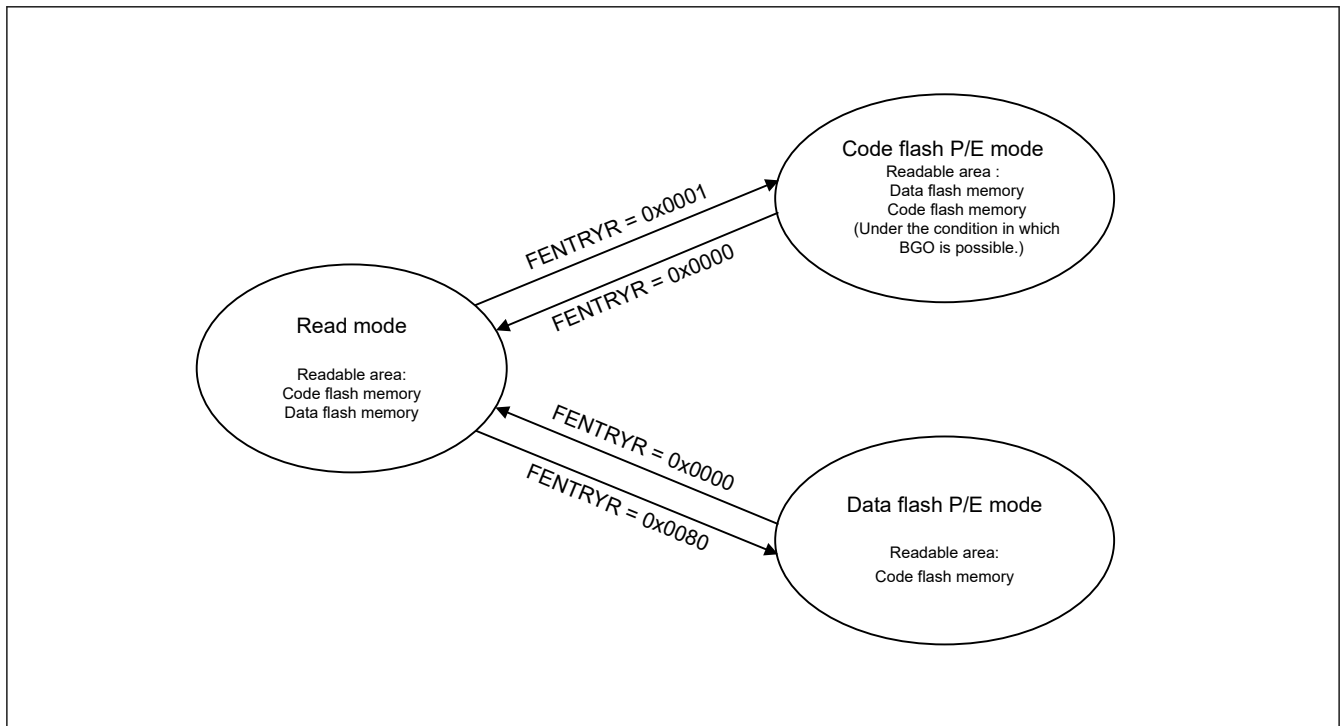 Code flash P/E mode
Readable area :
Data flash memory
Code flash memory
(Under the condition in which
BGO is possible.)
FENTRYR = 0x0001
FENTRYR = 0x0000
Read mode
Readable area:
Code flash memory
Data flash memory
FENTRYR = 0x0000
FENTRYR = 0x0080
Data flash P/E mode
Readable area:
Code flash memory